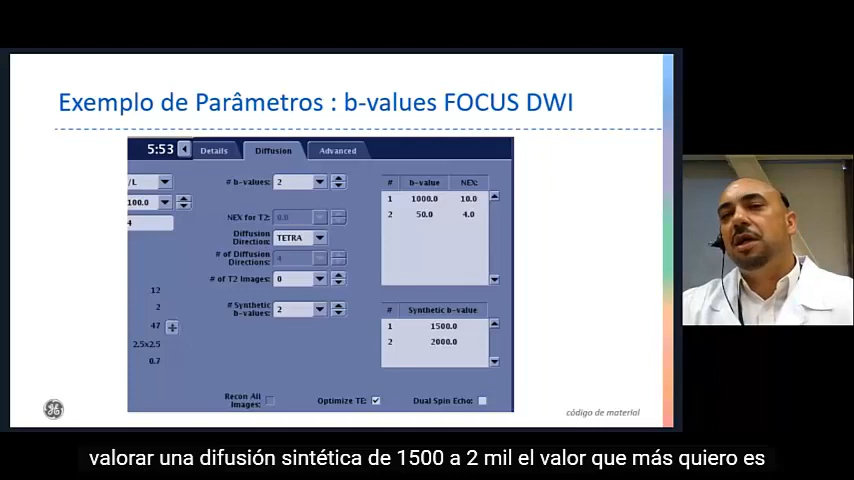 Exemplo de Parâmetros : b-values FOCUS DWI
5:53 Details Diffusion Advanced
/L # b-values: 2
100.0
4
NEX for T2: 0.0
Diffusion Direction: TETRA
# of Diffusion Directions: 4
# of T2 Images: 0
# Synthetic b-values: 2
12
2
47
2.5x2.5
0.7
# b-value NEX:
1 1000.0 10.0
2 50.0 4.0
# Synthetic b-value
1 1500.0
2 2000.0
Recon All Images: Optimize TE: Dual Spin Echo:
código de material
valorar una difusión sintética de 1500 a 2 mil el valor que más quiero es